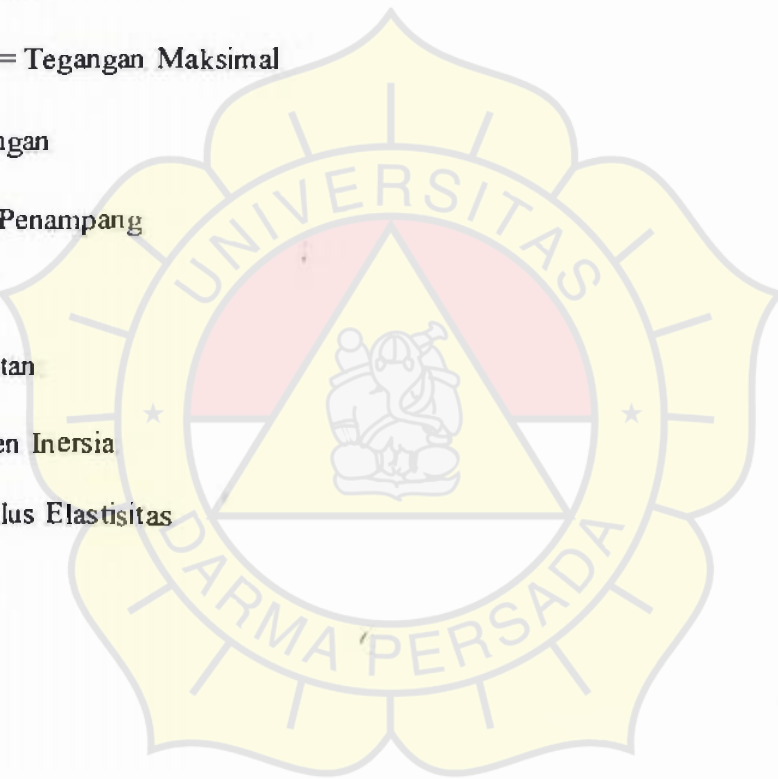 = Tegangan Maksimal
ngan
Penampang
tan
en Inersia
lus Elastisitas
UNIVERSITAS
DARMA PERSADA